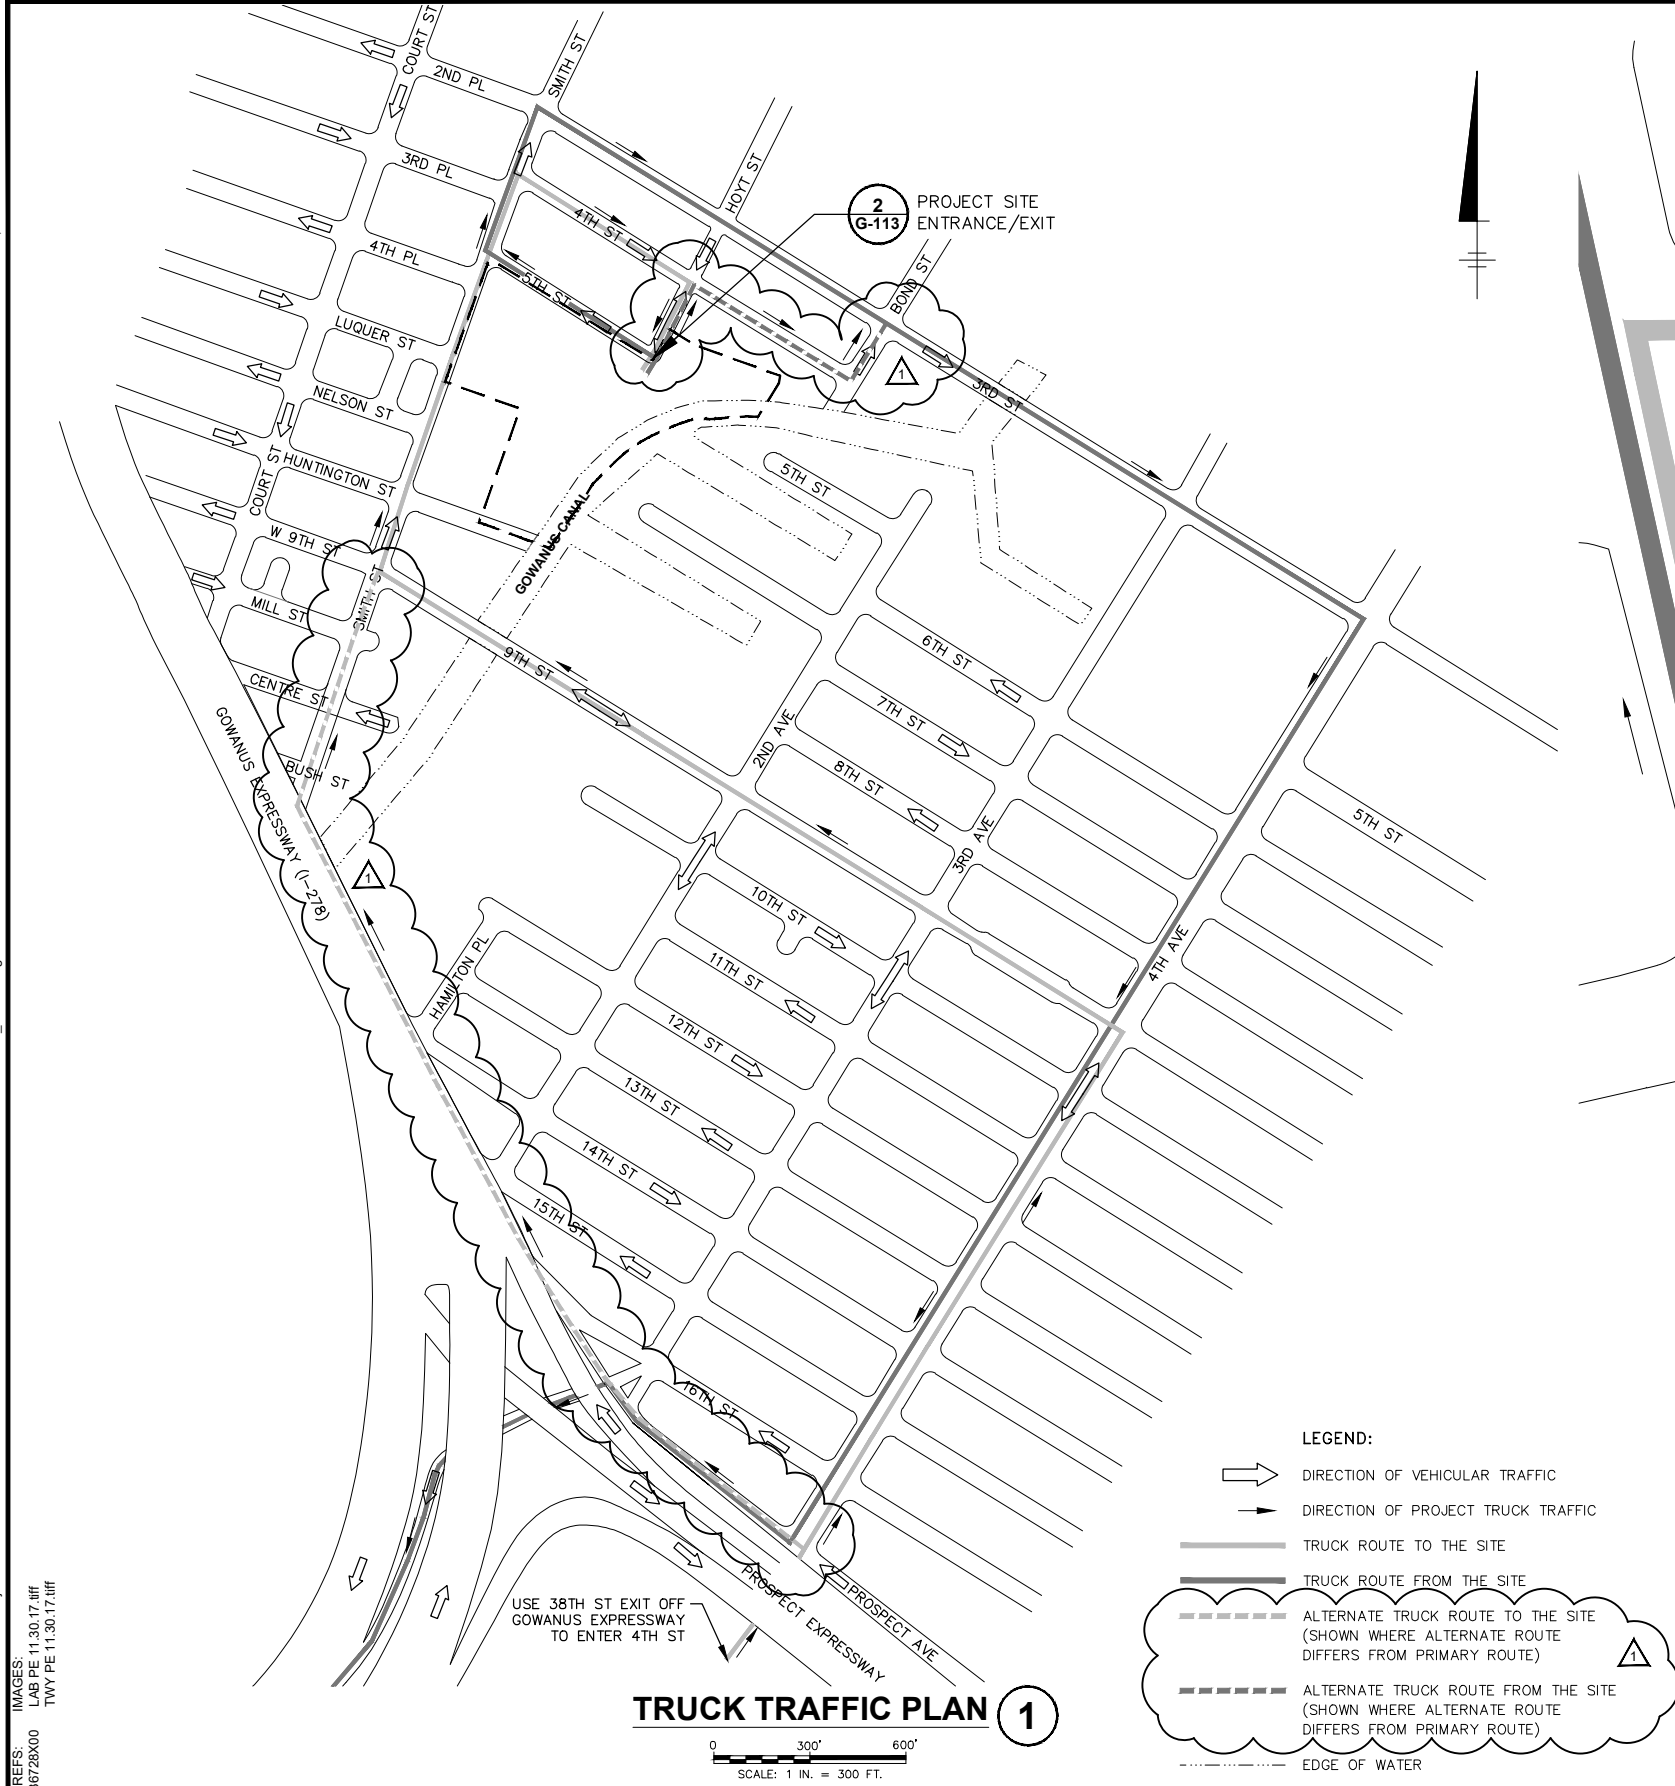 COURT ST
2ND PL
SMITH ST
3RD PL
HOYT ST
2
G-113
PROJECT SITE
ENTRANCE/EXIT
4TH ST
4TH PL
5TH ST
BOND ST
LUQUER ST
1
3RD ST
NELSON ST
COURT ST
HUNTINGTON ST
5TH ST
W 9TH ST
GOWANUS CANAL
MILL ST
SMITH ST
9TH ST
6TH ST
CENTRE ST
7TH ST
2ND AVE
GOWANUS EXPRESSWAY (I-278)
BUSH ST
8TH ST
5TH ST
3RD AVE
1
10TH ST
4TH AVE
HAMILTON PL
11TH ST
12TH ST
13TH ST
14TH ST
15TH ST
16TH ST
PROSPECT EXPRESSWAY
PROSPECT AVE
USE 38TH ST EXIT OFF
GOWANUS EXPRESSWAY
TO ENTER 4TH ST
TRUCK TRAFFIC PLAN
1
0 300' 600'
SCALE: 1 IN. = 300 FT.
LEGEND:
DIRECTION OF VEHICULAR TRAFFIC
DIRECTION OF PROJECT TRUCK TRAFFIC
TRUCK ROUTE TO THE SITE
TRUCK ROUTE FROM THE SITE
ALTERNATE TRUCK ROUTE TO THE SITE
(SHOWN WHERE ALTERNATE ROUTE
DIFFERS FROM PRIMARY ROUTE)
1
ALTERNATE TRUCK ROUTE FROM THE SITE
(SHOWN WHERE ALTERNATE ROUTE
DIFFERS FROM PRIMARY ROUTE)
EDGE OF WATER
IMAGES:
LAB PE 11.30.17.tiff
TWY PE 11.30.17.tiff
REFS: